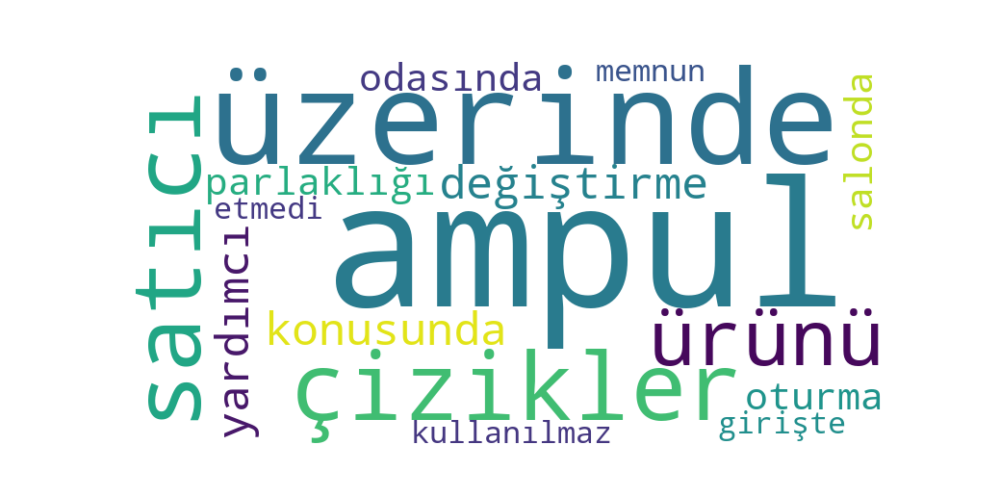 odasında
memnun
üzerinde
satıcı
salonda
parlaklığı
değiştirme
etmedi
ampul
yardımcı
konusunda
ürünü
çizikler
oturma
girişte
kullanılmaz